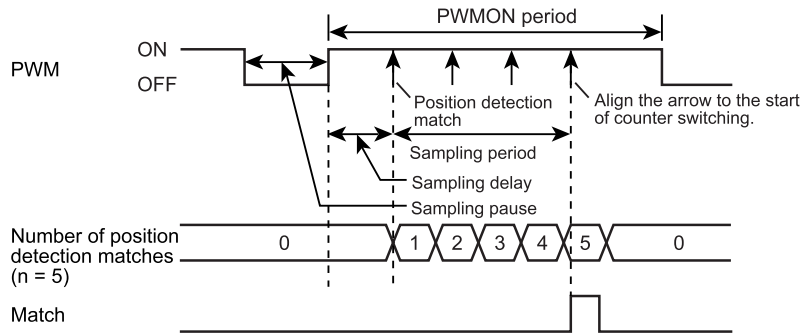 PWMON period
ON
PWM
OFF
Position detection
match
Align the arrow to the start
of counter switching.
Sampling period
Sampling delay
Sampling pause
Number of position
detection matches
(n = 5)
0 1 2 3 4 5 0
Match